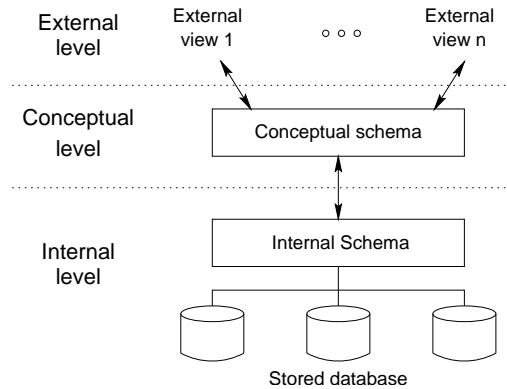 External
level
External
view 1
External
view n
Conceptual
level
Conceptual schema
Internal
level
Internal Schema
Stored database